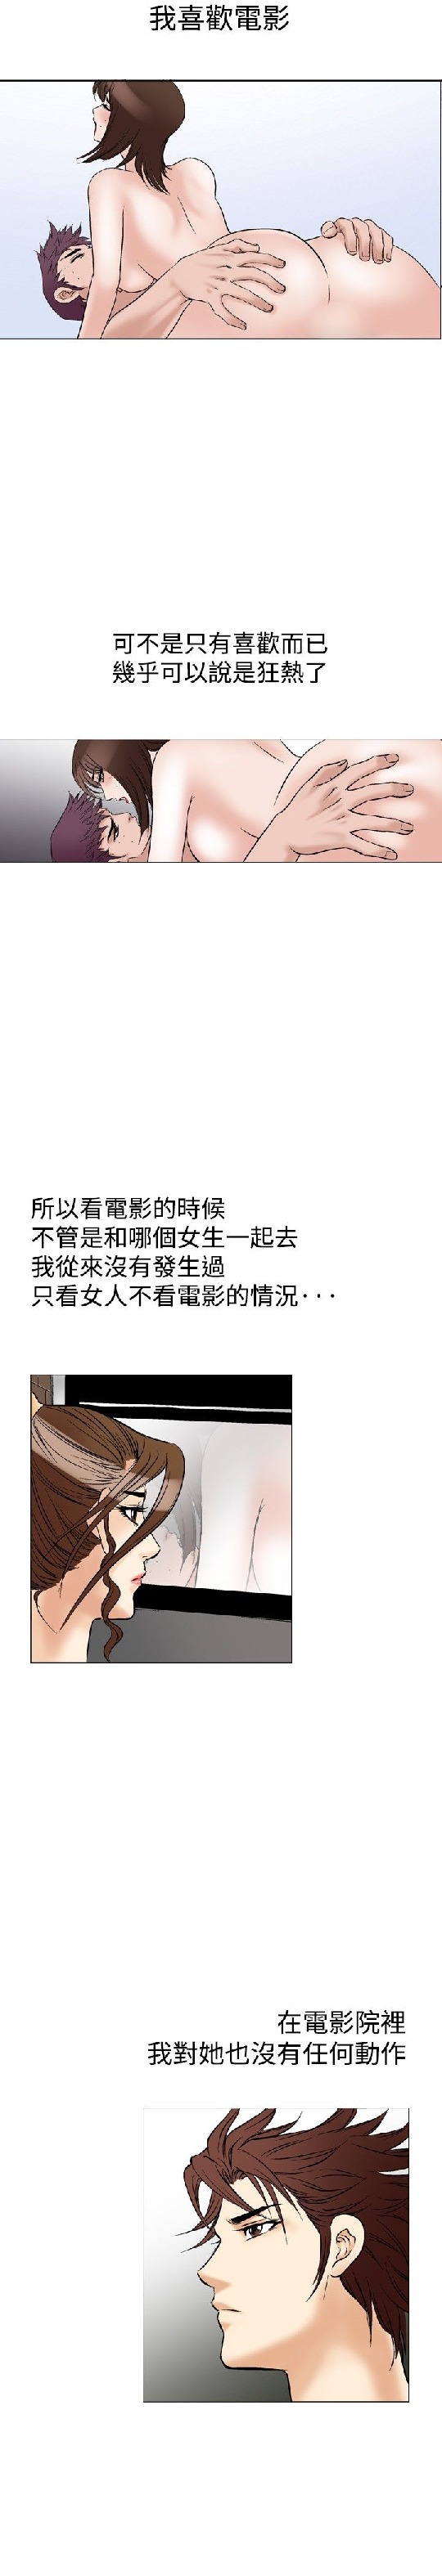 我喜歡電影
可不是只有喜歡而已
幾乎可以說是狂熱了
所以看電影的時候
不管是和哪個女生一起去
我從來沒有發生過
只看女人不看電影的情況···
在電影院裡
我對她也沒有任何動作